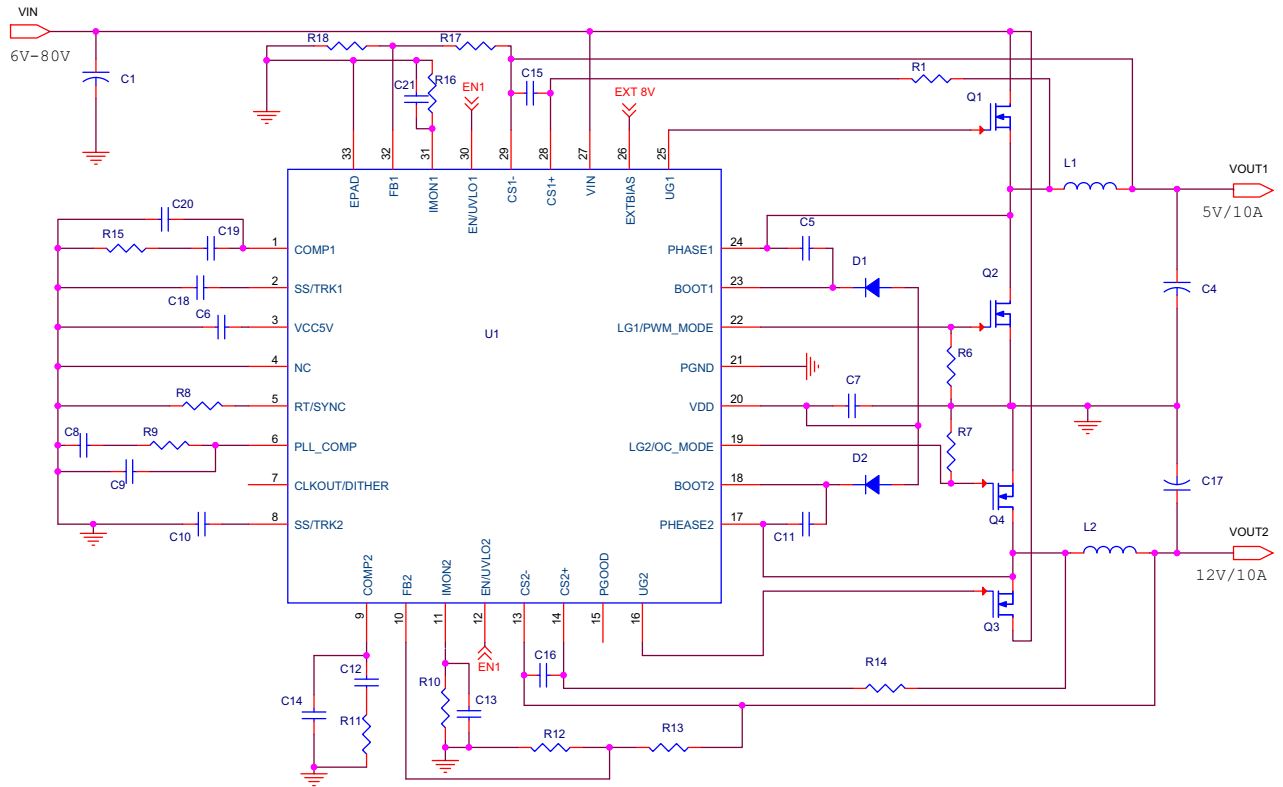 VIN
6V-80V
C1
R18
R17
C21
R16
EN1
C15
EXT 8V
R1
Q1
L1
VOUT1
5V/10A
33
32
31
30
29
28
27
26
25
EPAD
FB1
IMON1
EN/UVLO1
CS1-
CS1+
VIN
EXTBIAS
UG1
C20
R15
C19
1
COMP1
C18
2
SS/TRK1
C6
3
VCC5V
4
NC
R8
5
RT/SYNC
C8
R9
6
PLL_COMP
C9
7
CLKOUT/DITHER
C10
8
SS/TRK2
U1
PHASE1
24
C5
BOOT1
23
D1
LG1/PWM_MODE
22
Q2
PGND
21
R6
VDD
20
C7
LG2/OC_MODE
19
R7
BOOT2
18
D2
PHEASE2
17
C11
Q4
C4
C17
L2
VOUT2
12V/10A
Q3
COMP2
FB2
IMON2
EN/UVLO2
CS2-
CS2+
PGOOD
UG2
9
10
11
12
13
14
15
16
EN1
C14
C12
R11
R10
C13
C16
R14
R12
R13